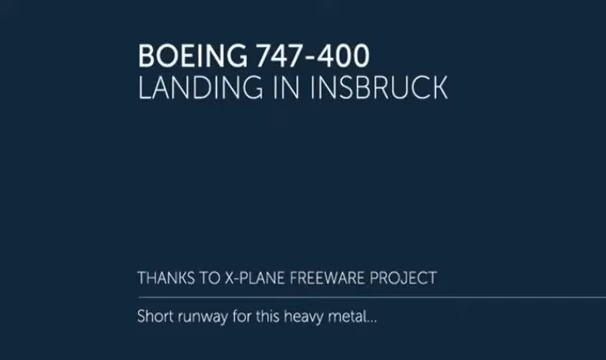 BOEING 747-400
LANDING IN INSBRUCK
THANKS TO X-PLANE FREEWARE PROJECT
Short runway for this heavy metal...